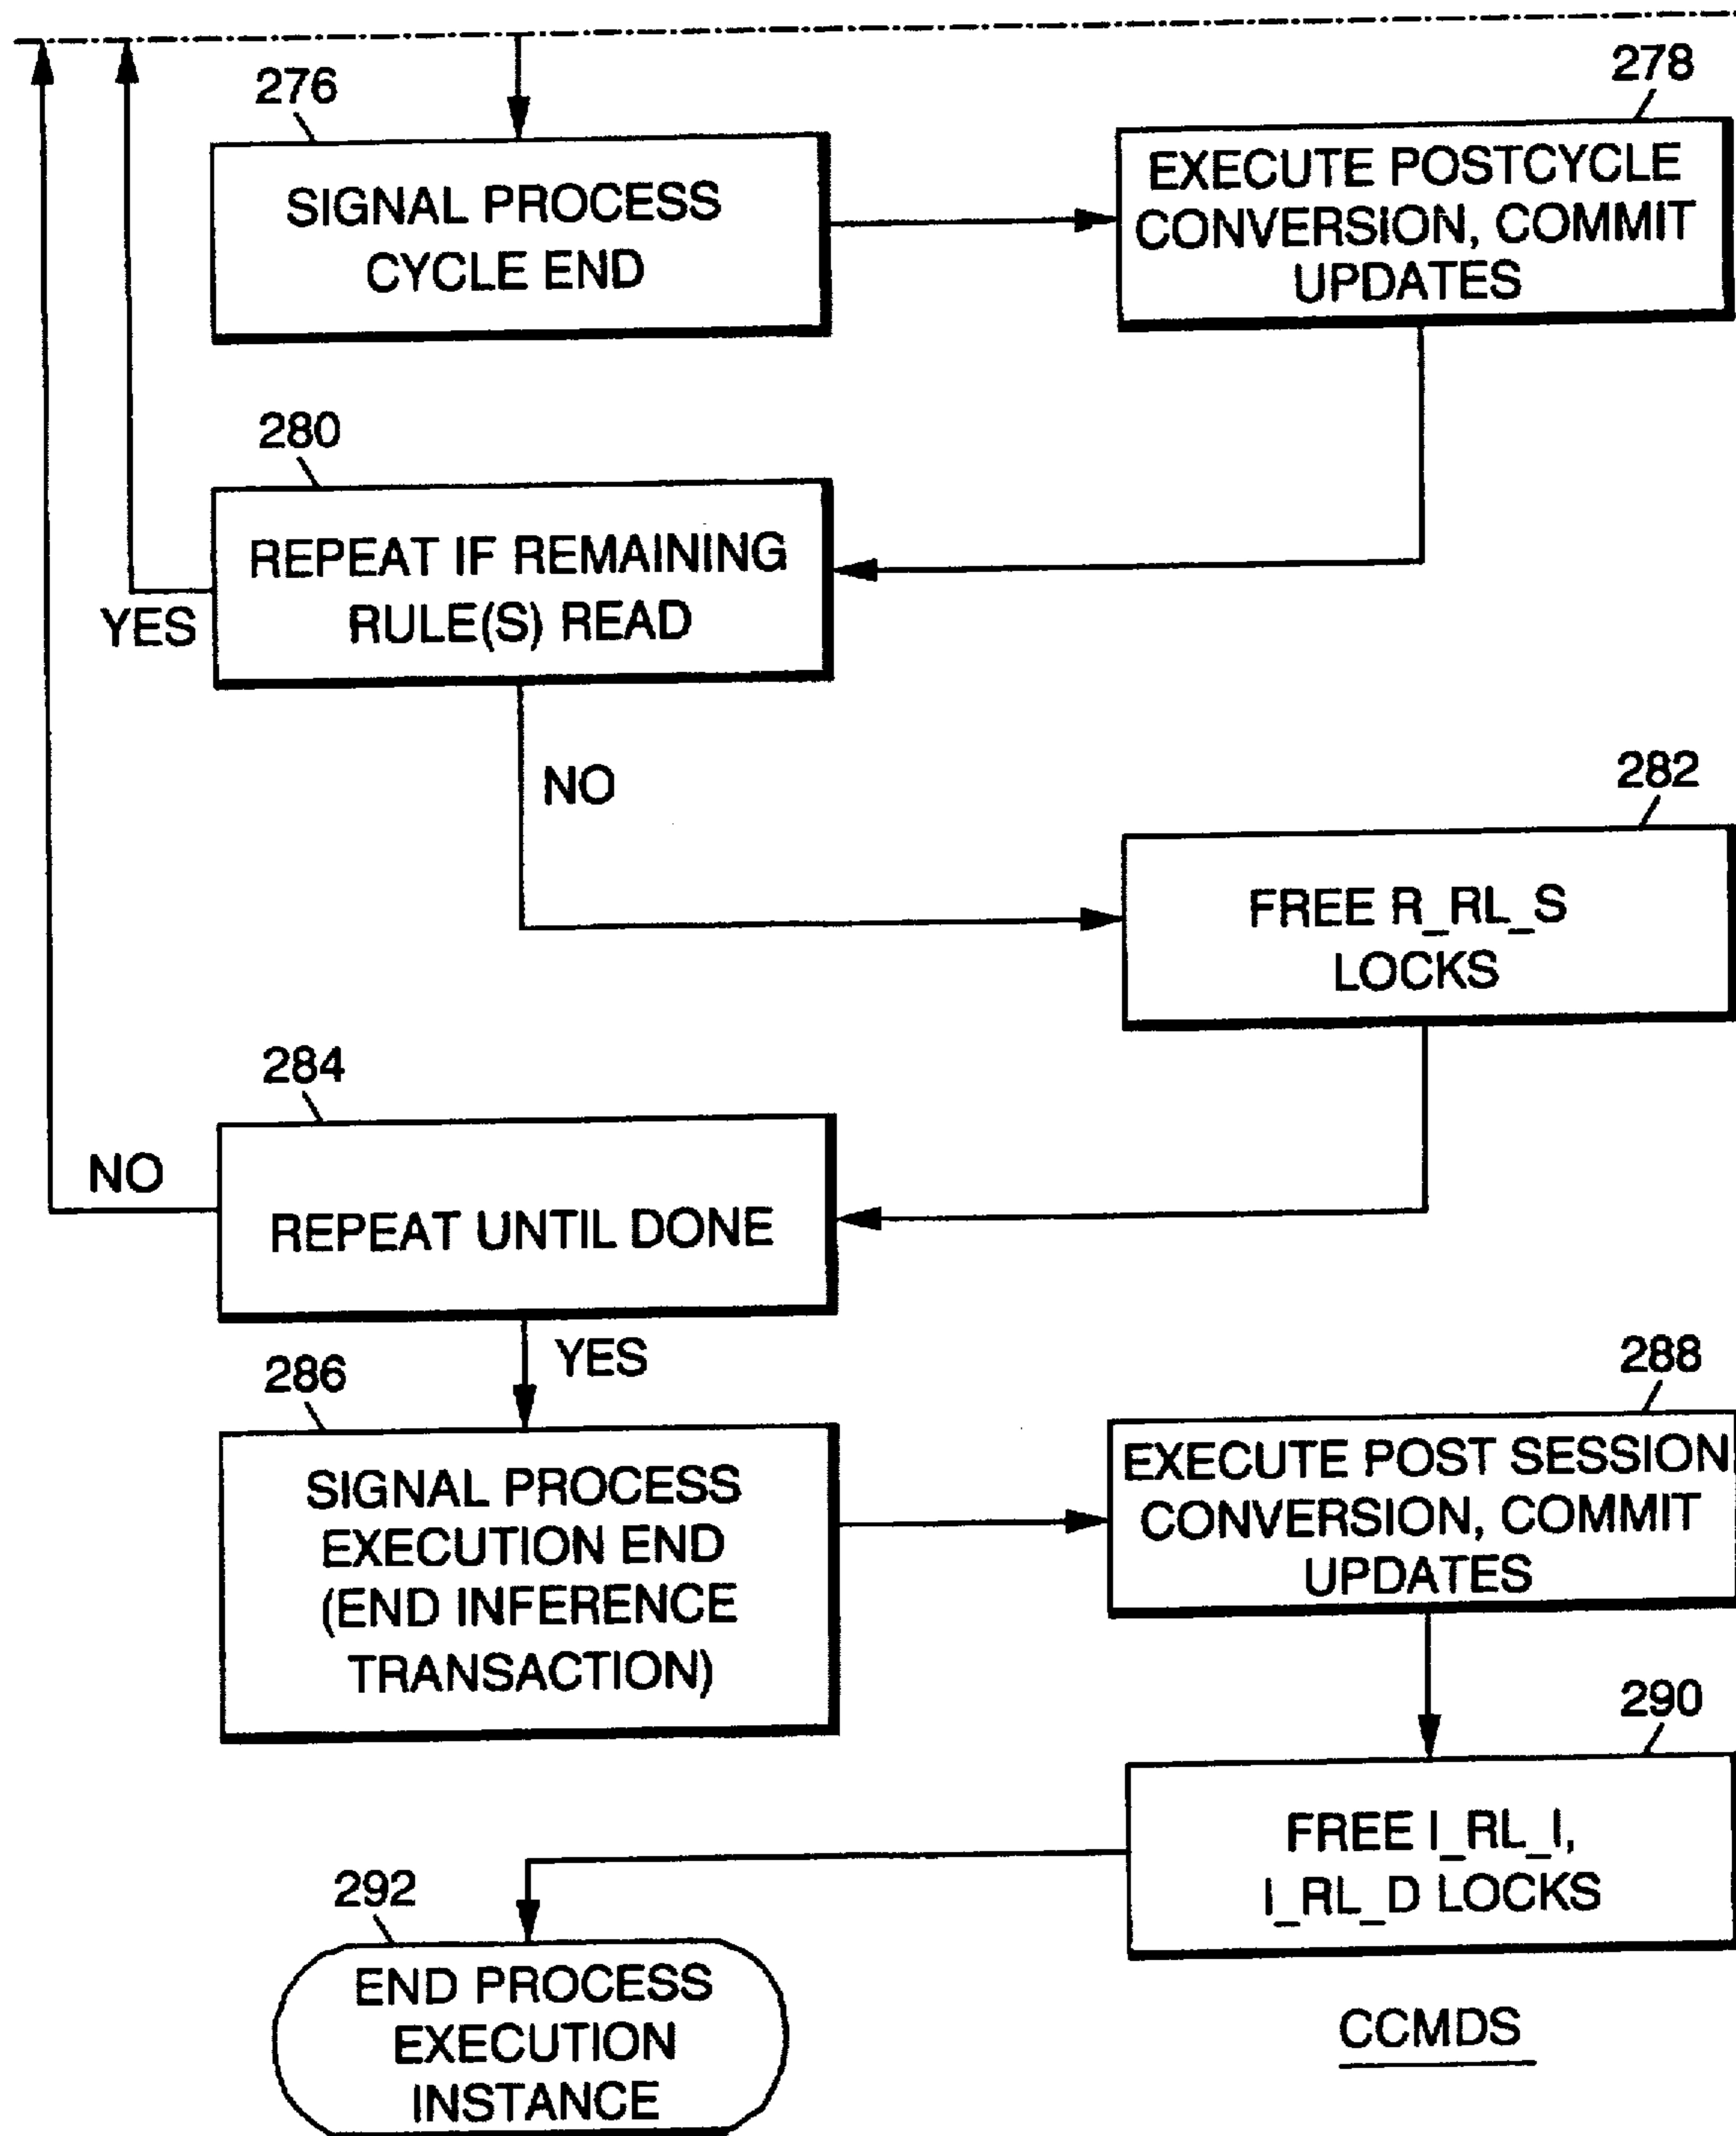 276
SIGNAL PROCESS
CYCLE END
278
EXECUTE POSTCYCLE
CONVERSION, COMMIT
UPDATES
280
REPEAT IF REMAINING
RULE(S) READ
YES
NO
282
FREE R_RL_S
LOCKS
284
REPEAT UNTIL DONE
NO
YES
286
SIGNAL PROCESS
EXECUTION END
(END INFERENCE
TRANSACTION)
288
EXECUTE POST SESSION
CONVERSION, COMMIT
UPDATES
290
FREE I_RL_I,
I_RL_D LOCKS
292
END PROCESS
EXECUTION
INSTANCE
CCMDS